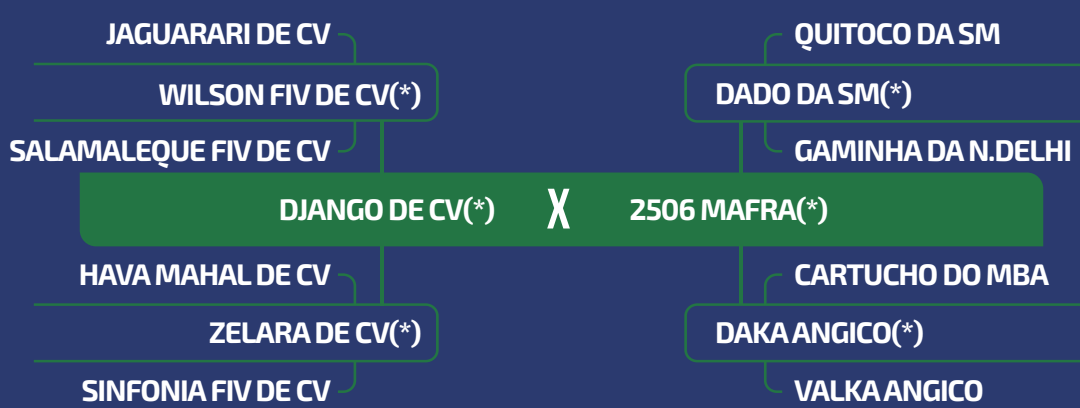 JAGUARARI DE CV
QUITOCO DA SM
WILSON FIV DE CV(*)
DADO DA SM(*)
SALAMALEQUE FIV DE CV
GAMINHA DA N.DELHI
DJANGO DE CV(*) X 2506 MAFRA(*)
HAVA MAHAL DE CV
CARTUCHO DO MBA
ZELARA DE CV(*)
DAKA ANGICO(*)
SINFONIA FIV DE CV
VALKA ANGICO